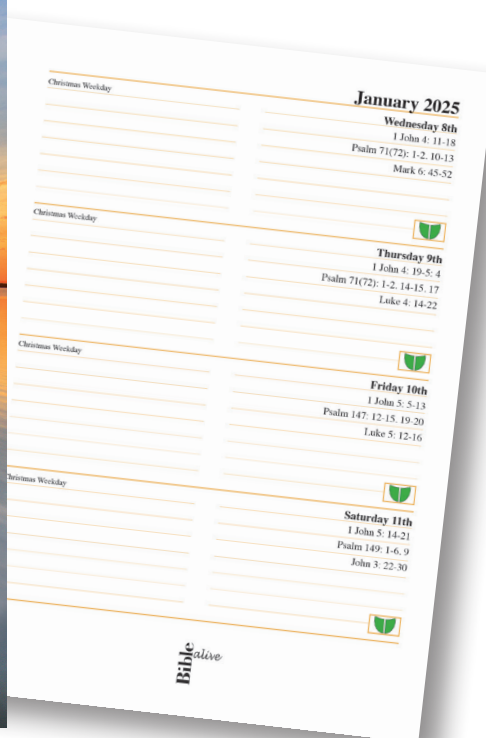 January 2025
Christmas Weekday
Wednesday 8th
1 John 4: 11-18
Psalm 71(72): 1-2. 10-13
Mark 6: 45-52
Christmas Weekday
Thursday 9th
1 John 4: 19-5: 4
Psalm 71(72): 1-2. 14-15. 17
Luke 4: 14-22
Christmas Weekday
Friday 10th
1 John 5: 5-13
Psalm 147: 12-15. 19-20
Luke 5: 12-16
Christmas Weekday
Saturday 11th
1 John 5: 14-21
Psalm 149: 1-6. 9
John 3: 22-30
Bible alive